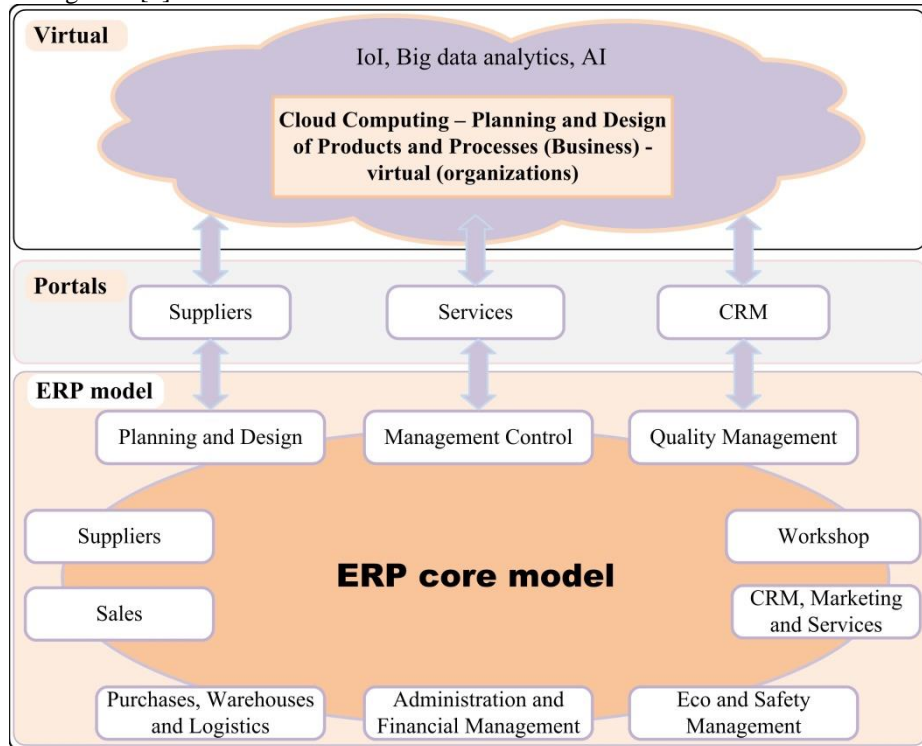 Virtual
IoI, Big data analytics, AI
Cloud Computing – Planning and Design
of Products and Processes (Business) -
virtual (organizations)
Portals
Suppliers
Services
CRM
ERP model
Planning and Design
Management Control
Quality Management
Suppliers
Workshop
ERP core model
Sales
CRM, Marketing
and Services
Purchases, Warehouses
and Logistics
Administration and
Financial Management
Eco and Safety
Management